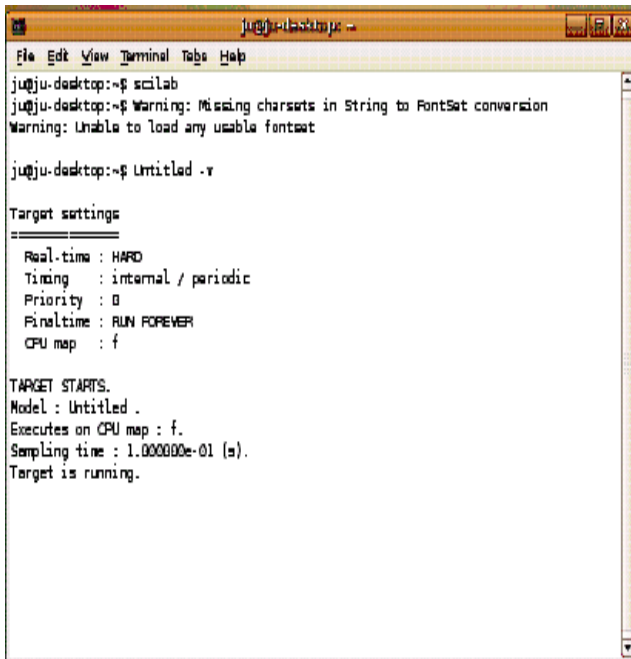 ju@ju-desktop: ~
File Edit View Terminal Tabs Help
ju@ju-desktop:~$ scilab
ju@ju-desktop:~$ Warning: Missing charsets in String to FontSet conversion
Warning: Unable to load any usable fontset
ju@ju-desktop:~$ Untitled -v
Target settings
===============
Real-time : HARD
Timing : internal / periodic
Priority : 0
Finaltime : RUN FOREVER
CPU map : f
TARGET STARTS.
Model : Untitled .
Executes on CPU map : f.
Sampling time : 1.000000e-01 (s).
Target is running.